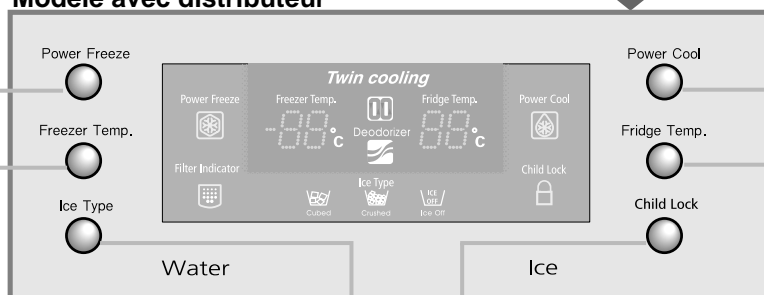 Modèle avec distributeur
Power Freeze
Power Cool
Twin cooling
Power Freeze
Freezer Temp.
Fridge Temp.
Power Cool
-88°c
Deodorizer
88°c
Freezer Temp.
Fridge Temp.
Filter Indicator
Child Lock
Ice Type
ICE
OFF
Cubed
Crushed
Ice Off
Ice Type
Child Lock
Water
Ice